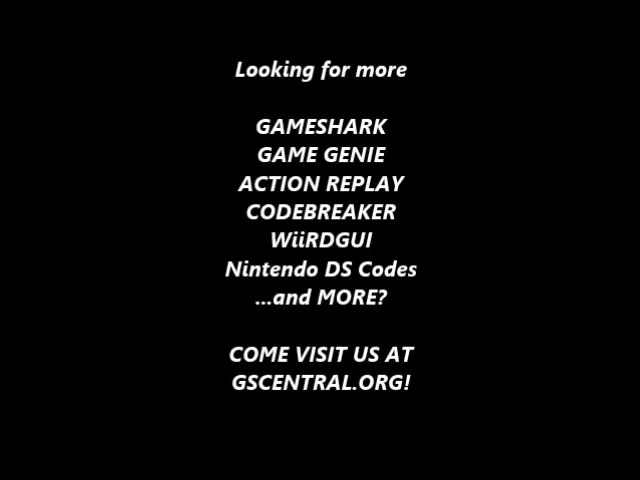 Looking for more
GAMESHARK
GAME GENIE
ACTION REPLAY
CODEBREAKER
WiiRDGUI
Nintendo DS Codes
...and MORE?
COME VISIT US AT
GSCENTRAL.ORG!